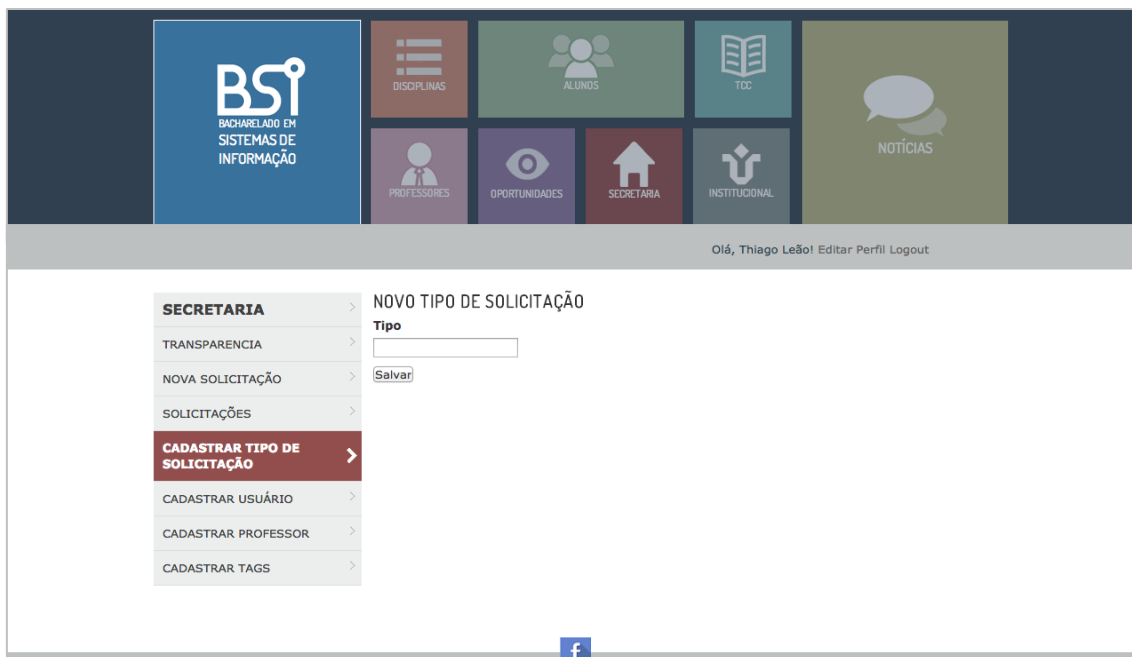 BSI
BACHARELADO EM
SISTEMAS DE
INFORMAÇÃO
DISCIPLINAS
ALUNOS
TCC
NOTÍCIAS
PROFESSORES
OPORTUNIDADES
SECRETARIA
INSTITUCIONAL
Olá, Thiago Leão! Editar Perfil Logout
SECRETARIA
TRANSPARENCIA
NOVA SOLICITAÇÃO
SOLICITAÇÕES
CADASTRAR TIPO DE
SOLICITAÇÃO
CADASTRAR USUÁRIO
CADASTRAR PROFESSOR
CADASTRAR TAGS
NOVO TIPO DE SOLICITAÇÃO
Tipo
Salvar
f